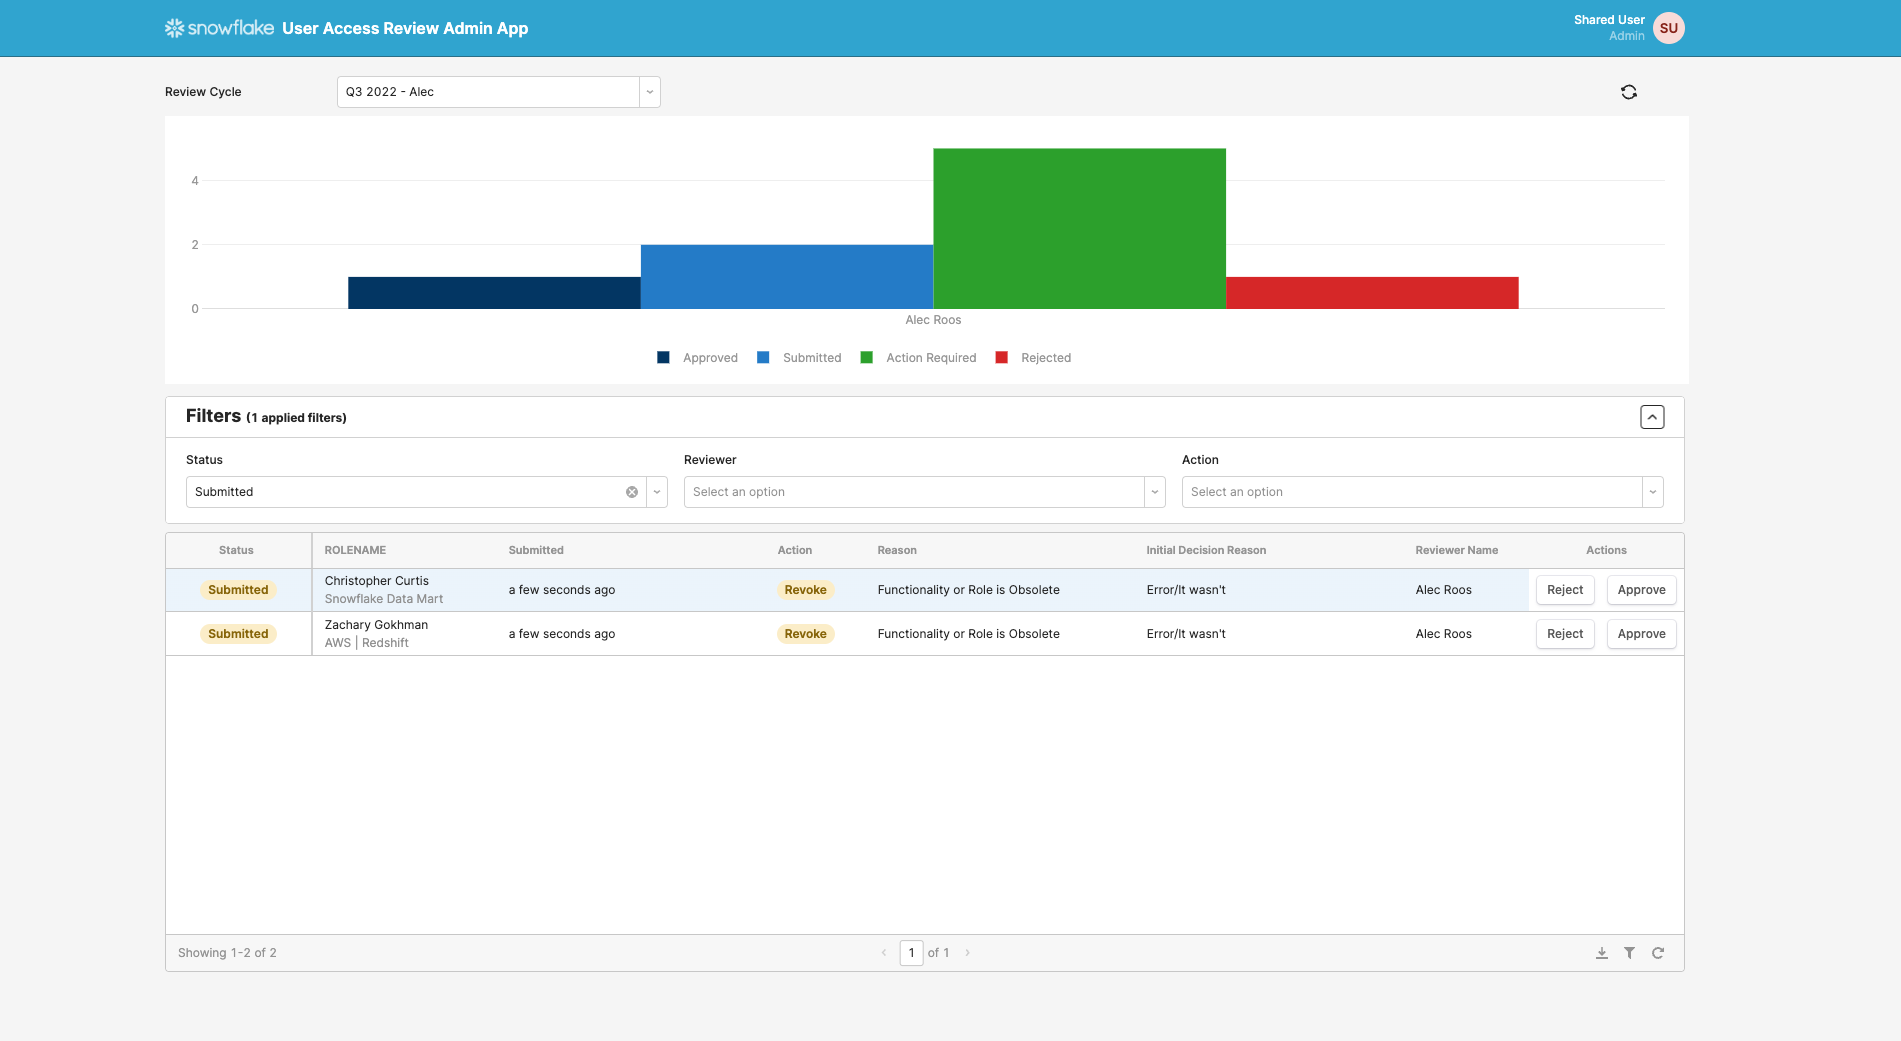 snowflake User Access Review Admin App
Shared User
Admin
SU
Review Cycle
Q3 2022 - Alec
4
2
0
Alec Roos
Approved Submitted Action Required Rejected
Filters (1 applied filters)
Status Reviewer Action
Submitted Select an option Select an option
Status ROLENAME Submitted Action Reason Initial Decision Reason Reviewer Name Actions
Christopher Curtis
Submitted a few seconds ago Revoke Functionality or Role is Obsolete Error/It wasn't Alec Roos Reject Approve
Snowflake Data Mart
Zachary Gokhman
Submitted a few seconds ago Revoke Functionality or Role is Obsolete Error/It wasn't Alec Roos Reject Approve
AWS | Redshift
Showing 1-2 of 2
1 of 1